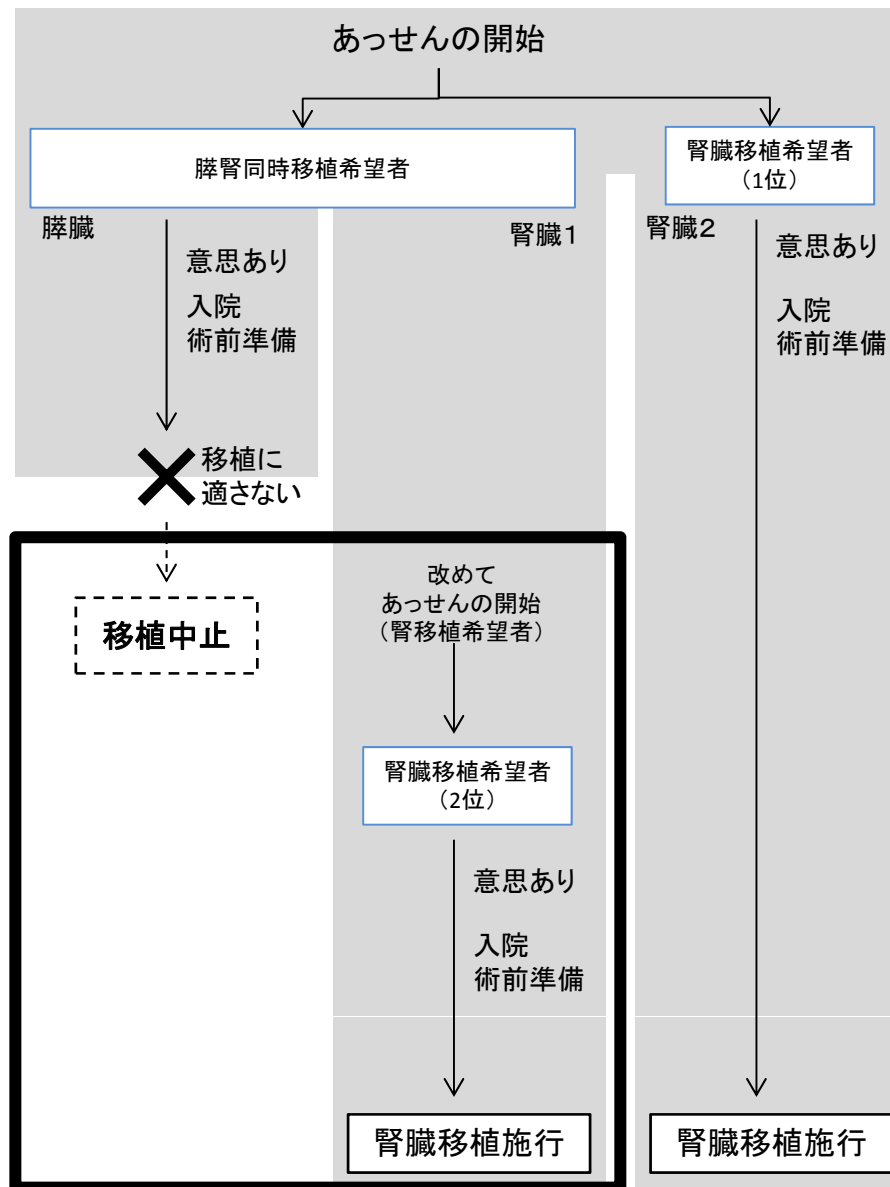 あっせんの開始
膵腎同時移植希望者
腎臓移植希望者
（1位）
膵臓
腎臓1
腎臓2
意思あり
入院
術前準備
意思あり
入院
術前準備
移植に
適さない
移植中止
改めて
あっせんの開始
（腎移植希望者）
腎臓移植希望者
（2位）
意思あり
入院
術前準備
腎臓移植施行
腎臓移植施行